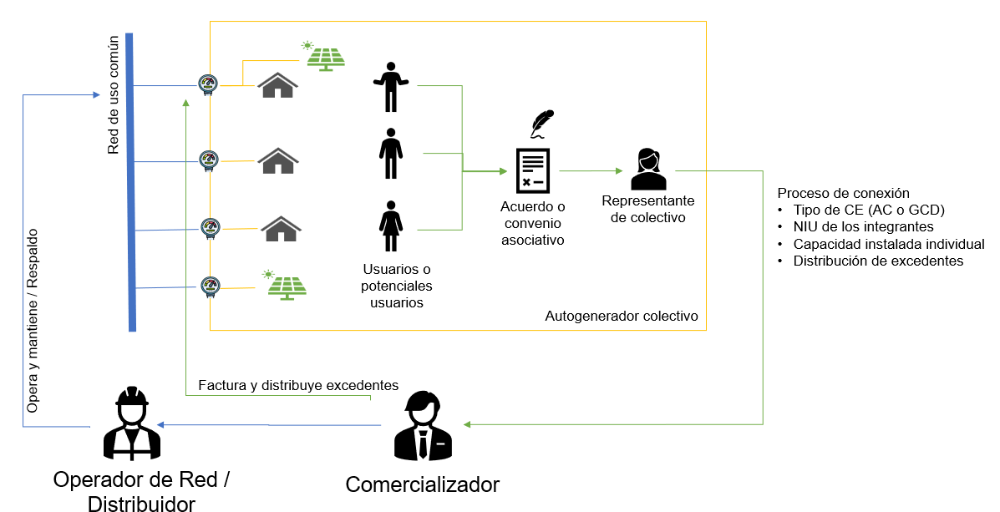 Red de uso común
Usuarios o
potenciales
usuarios
Acuerdo o
convenio
asociativo
Representante
de colectivo
Autogenerador colectivo
Proceso de conexión
• Tipo de CE (AC o GCD)
• NIU de los integrantes
• Capacidad instalada individual
• Distribución de excedentes
Opera y mantiene / Respaldo
Factura y distribuye excedentes
Operador de Red /
Distribuidor
Comercializador